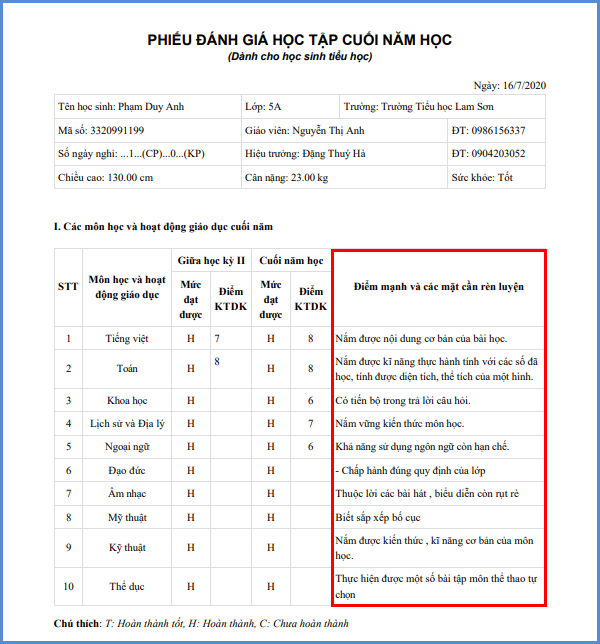 PHIẾU ĐÁNH GIÁ HỌC TẬP CUỐI NĂM HỌC
(Dành cho học sinh tiểu học)
Ngày: 16/7/2020
Tên học sinh: Phạm Duy Anh Lớp: 5A Trường: Trường Tiểu học Lam Sơn
Mã số: 3320991199 Giáo viên: Nguyễn Thị Anh ĐT: 0986156337
Số ngày nghỉ: ...1...(CP)...0...(KP) Hiệu trưởng: Đặng Thuý Hà ĐT: 0904203052
Chiều cao: 130.00 cm Cân nặng: 23.00 kg Sức khỏe: Tốt
I. Các môn học và hoạt động giáo dục cuối năm
STT Môn học và hoạt động giáo dục Giữa học kỳ II Cuối năm học Điểm mạnh và các mặt cần rèn luyện
Mức đạt được Điểm KTDK Mức đạt được Điểm KTDK
1 Tiếng việt H 7 H 8 Nắm được nội dung cơ bản của bài học.
2 Toán H 8 H 8 Nắm được kĩ năng thực hành tính với các số đã
học, tính được diện tích, thể tích của một hình.
3 Khoa học H H 6 Có tiến bộ trong trả lời câu hỏi.
4 Lịch sử và Địa lý H H 7 Nắm vững kiến thức môn học.
5 Ngoại ngữ H H 6 Khả năng sử dụng ngôn ngữ còn hạn chế.
6 Đạo đức H H - Chấp hành đúng quy định của lớp
7 Âm nhạc H H Thuộc lời các bài hát , biểu diễn còn rụt rè
8 Mỹ thuật H H Biết sắp xếp bố cục
9 Kỹ thuật H H Nắm được kiến thức , kĩ năng cơ bản của môn
học.
10 Thể dục H H Thực hiện được một số bài tập môn thể thao tự
chọn
Chú thích: T: Hoàn thành tốt, H: Hoàn thành, C: Chưa hoàn thành